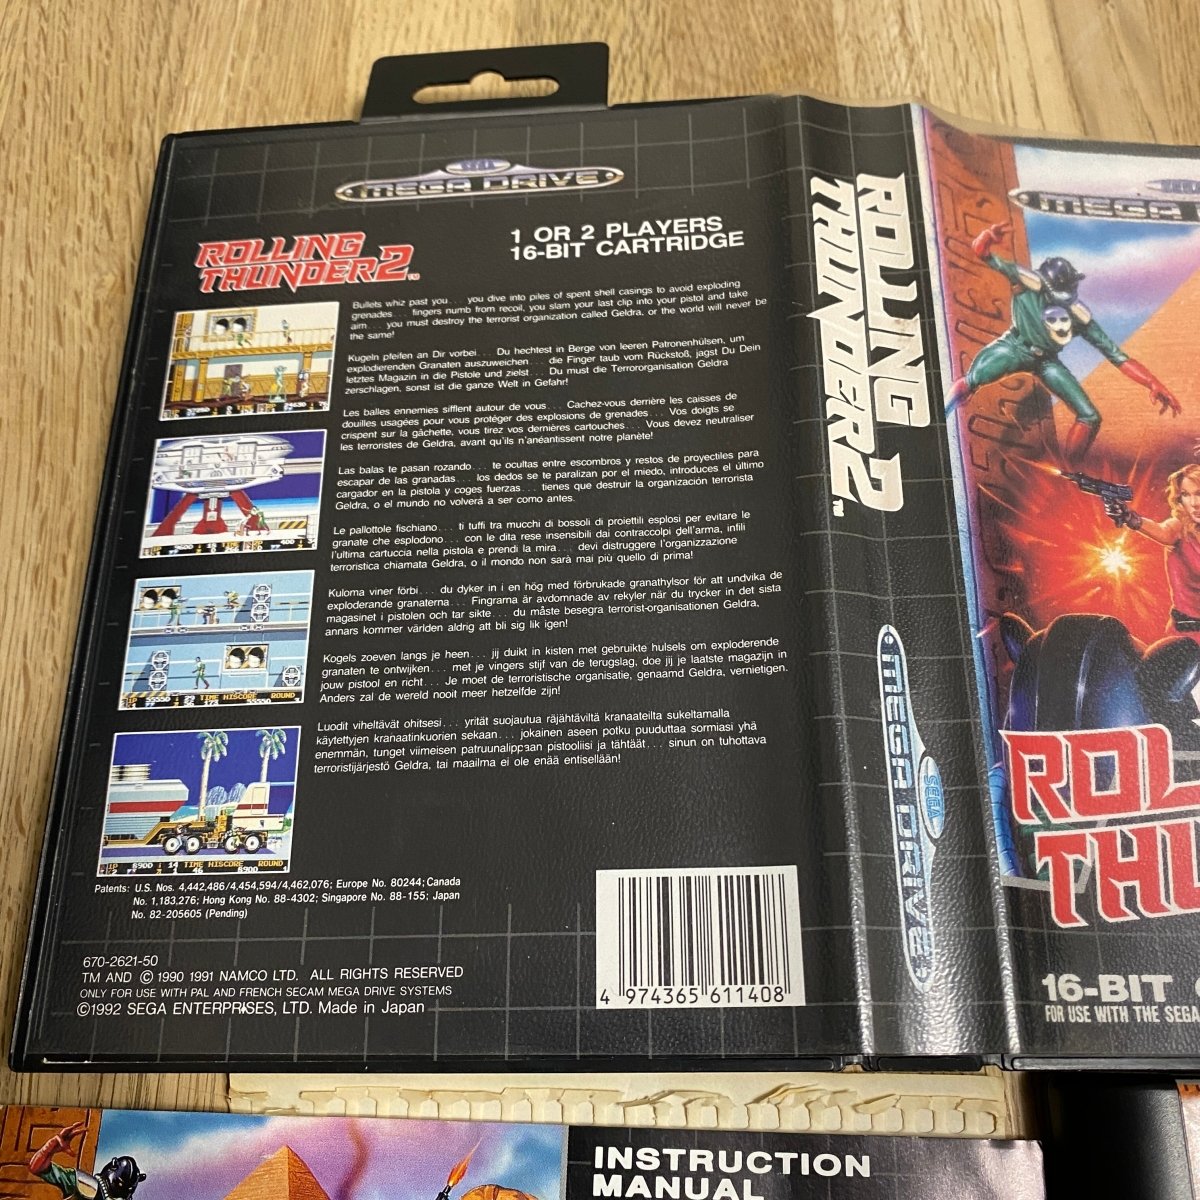 SEGA
MEGA DRIVE
ROLLING
THUNDER 2 ™
1 OR 2 PLAYERS
16-BIT CARTRIDGE
Bullets whiz past you... you dive into piles of spent shell casings to avoid exploding
grenades... fingers numb from recoil, you slam your last clip into your pistol and take
aim... you must destroy the terrorist organization called Geldra, or the world will never be
the same!
Kugeln pfeifen an Dir vorbei... Du hechtest in Berge von leeren Patronenhülsen, um
explodierenden Granaten auszuweichen... die Finger taub vom Rückstoß, jagst Du Dein
letztes Magazin in die Pistole und zielst... Du must die Terrororganisation Geldra
zerschlagen, sonst ist die ganze Welt in Gefahr!
Les balles ennemies sifflent autour de vous... Cachez-vous derrière les caisses de
douilles usagées pour vous protéger des explosions de grenades... Vos doigts se
crispent sur la gâchette, vous tirez vos dernières cartouches... Vous devez neutraliser
les terroristes de Geldra, avant qu'ils n'anéantissent notre planète!
Las balas te pasan rozando... te ocultas entre escombros y restos de proyectiles para
escapar de las granadas... los dedos se te paralizan por el miedo, introduces el último
cargador en la pistola y coges fuerzas... tienes que destruir la organización terrorista
Geldra, o el mundo no volverá a ser como antes.
Le pallottole fischiano... ti tuffi tra mucchi di bossoli di proiettili esplosi per evitare le
granate che esplodono... con le dita rese insensibili dai contraccolpi dell'arma, infili
l'ultima cartuccia nella pistola e prendi la mira... devi distruggere l'organizzazione
terroristica chiamata Geldra, o il mondo non sarà mai più quello di prima!
Kuloma viner förbi... du dyker in i en hög med förbrukade granathylsor för att undvika de
exploderande granaterna... Fingrarna är avdomnade av rekyler när du trycker in det sista
magasinet i pistolen och tar sikte... du måste besegra terrorist-organisationen Geldra,
annars kommer världen aldrig att bli sig lik igen!
Kogels zoeven langs je heen... jij duikt in kisten met gebruikte hulsels om exploderende
granaten te ontwijken... met je vingers stijf van de terugslag, doe jij je laatste magazijn in
jouw pistool en richt... Je moet de terroristische organisatie, genaamd Geldra, vernietigen.
Anders zal de wereld nooit meer hetzelfde zijn!
Luodit viheltävät ohitsesi... yrität suojautua räjähtäviltä kranaateilta sukeltamalla
käytettyjen kranaatinkuorien sekaan... jokainen aseen potku puuduttaa sormiasi yhä
enemmän, tunget viimeisen patruunalippaan pistooliisi ja tähtäät... sinun on tuhottava
terroristijärjestö Geldra, tai maailma ei ole enää entisellään!
Patents: U.S. Nos. 4,442,486/4,454,594/4,462,076; Europe No. 80244; Canada
No. 1,183,276; Hong Kong No. 88-4302; Singapore No. 88-155; Japan
No. 82-205605 (Pending)
670-2621-50
TM AND © 1990 1991 NAMCO LTD. ALL RIGHTS RESERVED
ONLY FOR USE WITH PAL AND FRENCH SECAM MEGA DRIVE SYSTEMS
©1992 SEGA ENTERPRISES, LTD. Made in Japan
4 974365 611408
ROLLING
THUNDER 2 ™
SEGA
MEGA DRIVE
MEGA
ROL
THU
16-BIT
FOR USE WITH THE SEGA
INSTRUCTION
MANUAL